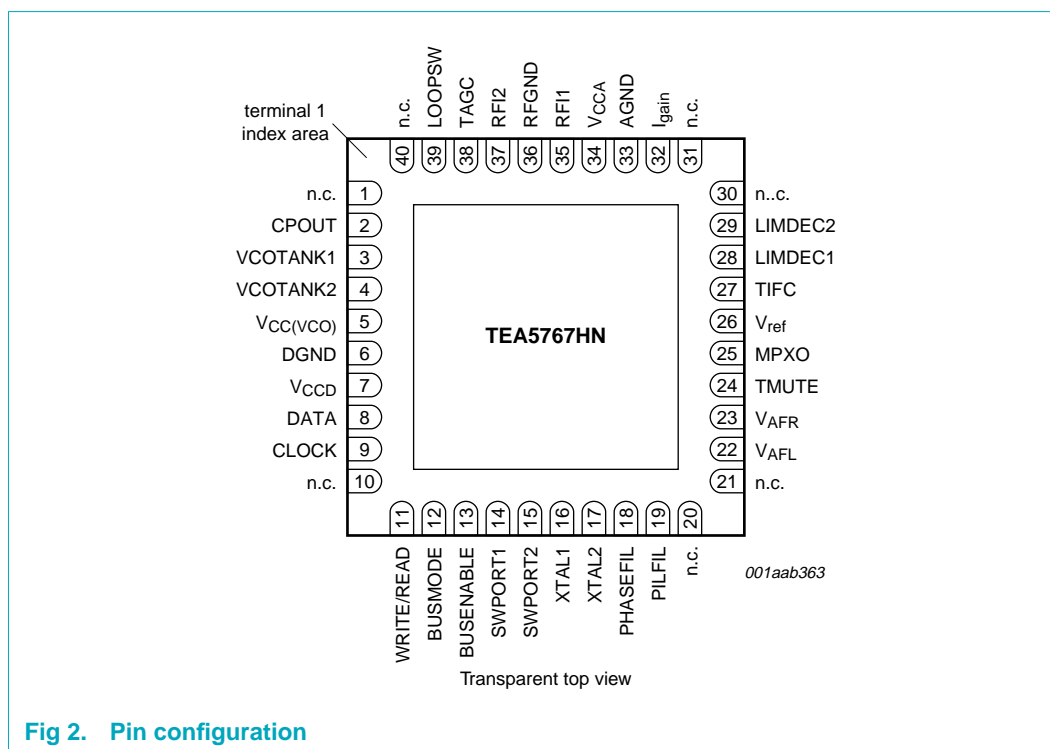 terminal 1
index area
n.c.
LOOPSW
TAGC
RFI2
RFGND
RFI1
VCCA
AGND
Igain
n.c.
40
39
38
37
36
35
34
33
32
31
n.c. 1
CPOUT 2
VCOTANK1 3
VCOTANK2 4
VCC(VCO) 5
DGND 6
VCCD 7
DATA 8
CLOCK 9
n.c. 10
TEA5767HN
30 n..c.
29 LIMDEC2
28 LIMDEC1
27 TIFC
26 Vref
25 MPXO
24 TMUTE
23 VAFR
22 VAFL
21 n.c.
11
12
13
14
15
16
17
18
19
20
WRITE/READ
BUSMODE
BUSENABLE
SWPORT1
SWPORT2
XTAL1
XTAL2
PHASEFIL
PILFIL
n.c.
001aab363
Transparent top view
Fig 2. Pin configuration